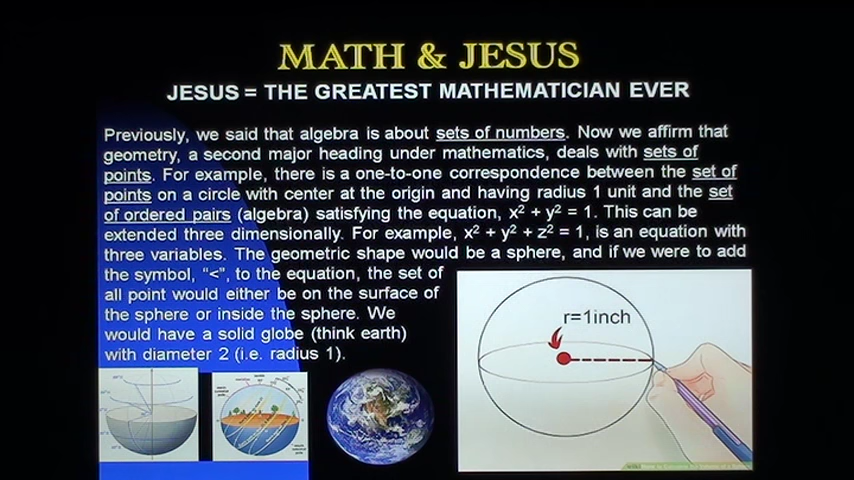 MATH & JESUS
JESUS = THE GREATEST MATHEMATICIAN EVER
Previously, we said that algebra is about sets of numbers. Now we affirm that
geometry, a second major heading under mathematics, deals with sets of
points. For example, there is a one-to-one correspondence between the set of
points on a circle with center at the origin and having radius 1 unit and the set
of ordered pairs (algebra) satisfying the equation, x² + y² = 1. This can be
extended three dimensionally. For example, x² + y² + z² = 1, is an equation with
three variables. The geometric shape would be a sphere, and if we were to add
the symbol, “<”, to the equation, the set of
all point would either be on the surface of
the sphere or inside the sphere. We
would have a solid globe (think earth)
with diameter 2 (i.e. radius 1).
r=1inch